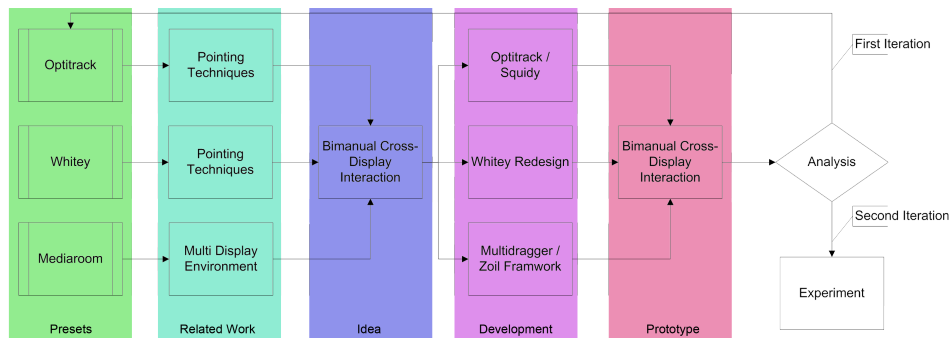 Optitrack
Pointing
Techniques
Optitrack /
Squidy
First Iteration
Whitey
Pointing
Techniques
Bimanual Cross-
Display
Interaction
Whitey Redesign
Bimanual Cross-
Display
Interaction
Analysis
Second Iteration
Mediaroom
Multi Display
Environment
Multidragger /
Zoil Framwork
Experiment
Presets
Related Work
Idea
Development
Prototype